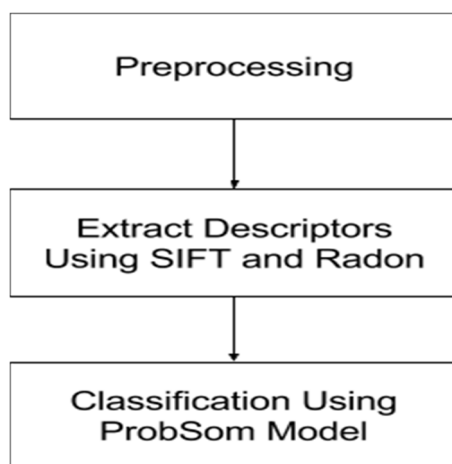 Preprocessing
Extract Descriptors
Using SIFT and Radon
Classification Using
ProbSom Model